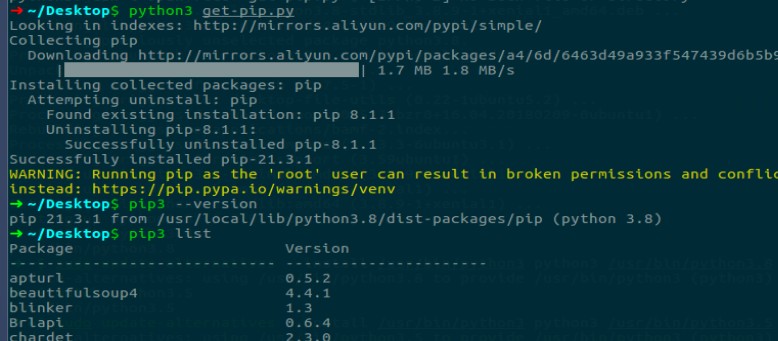 ➜ ~/Desktop$ python3 get-pip.py
Looking in indexes: http://mirrors.aliyun.com/pypi/simple/
Collecting pip
Downloading http://mirrors.aliyun.com/pypi/packages/a4/6d/6463d49a933f547439d6b5b9
| | 1.7 MB 1.8 MB/s
Installing collected packages: pip
Attempting uninstall: pip
Found existing installation: pip 8.1.1
Uninstalling pip-8.1.1:
Successfully uninstalled pip-8.1.1
Successfully installed pip-21.3.1
WARNING: Running pip as the 'root' user can result in broken permissions and conflic
instead: https://pip.pypa.io/warnings/venv
➜ ~/Desktop$ pip3 --version
pip 21.3.1 from /usr/local/lib/python3.8/dist-packages/pip (python 3.8)
➜ ~/Desktop$ pip3 list
Package Version
----------------------------- ----------------------
apturl 0.5.2
beautifulsoup4 4.4.1
blinker 1.3
Brlapi 0.6.4
chardet 2.3.0